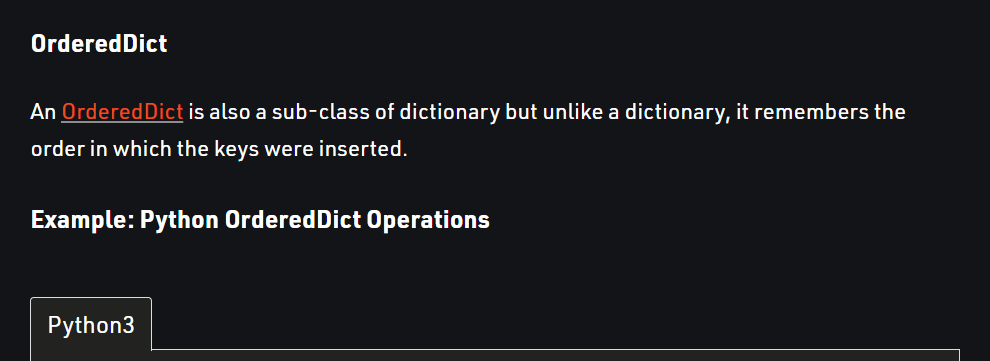 OrderedDict
An OrderedDict is also a sub-class of dictionary but unlike a dictionary, it remembers the
order in which the keys were inserted.
Example: Python OrderedDict Operations
Python3